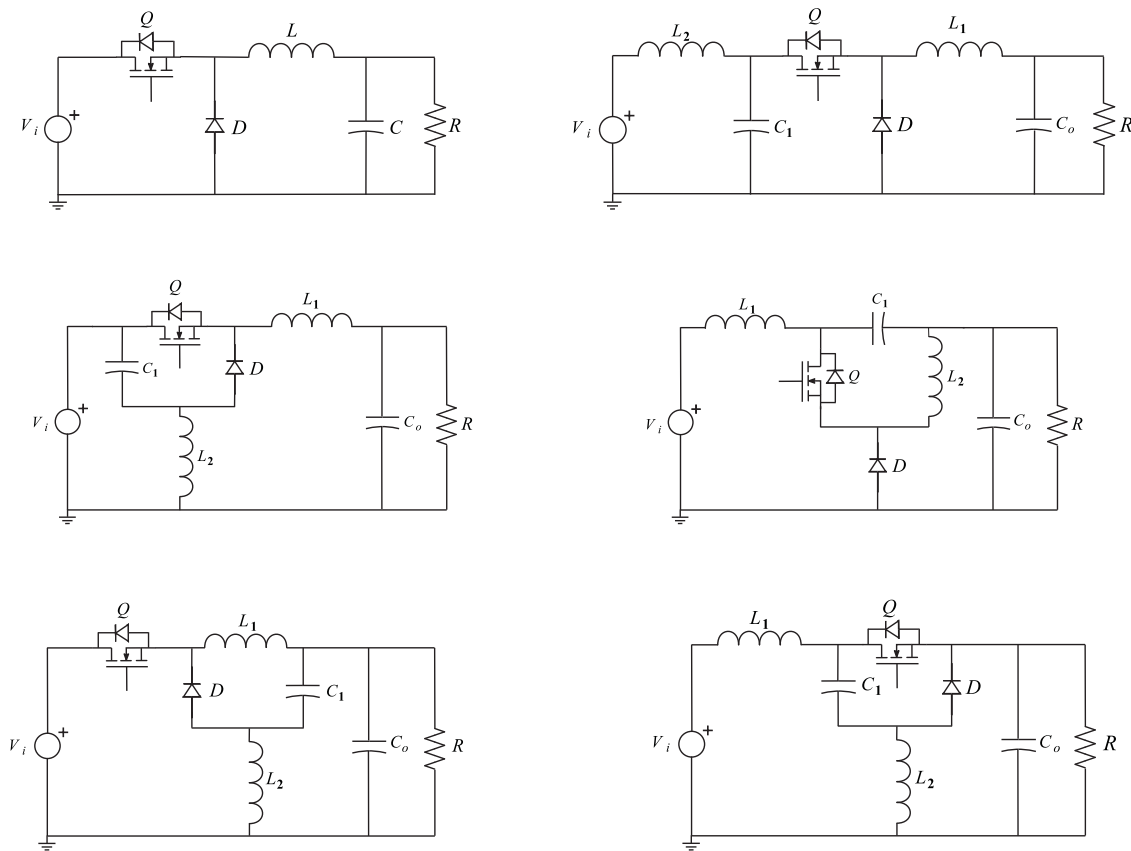 Q L
V i + D C R
L2 Q L1
V i + C1 D Co R
Q L1
C1 D
V i + L2 Co R
L1 C1
Q L2
V i + Co R
D
Q L1
D C1
V i + Co R
L2
L1 Q
C1 D
V i + Co R
L2